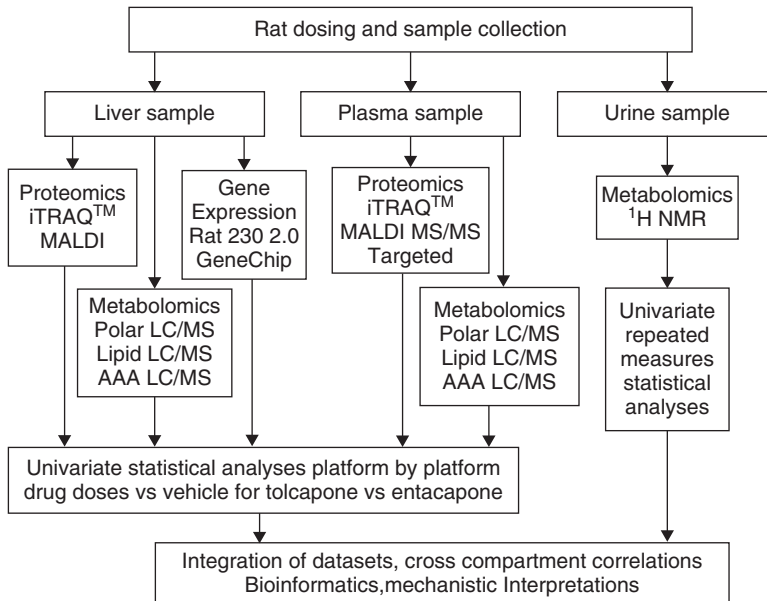 Rat dosing and sample collection
Liver sample
Plasma sample
Urine sample
Proteomics
iTRAQ™
MALDI
Gene
Expression
Rat 230 2.0
GeneChip
Proteomics
iTRAQ™
MALDI MS/MS
Targeted
Metabolomics
¹H NMR
Metabolomics
Polar LC/MS
Lipid LC/MS
AAA LC/MS
Metabolomics
Polar LC/MS
Lipid LC/MS
AAA LC/MS
Univariate
repeated
measures
statistical
analyses
Univariate statistical analyses platform by platform
drug doses vs vehicle for tolcapone vs entacapone
Integration of datasets, cross compartment correlations
Bioinformatics,mechanistic Interpretations